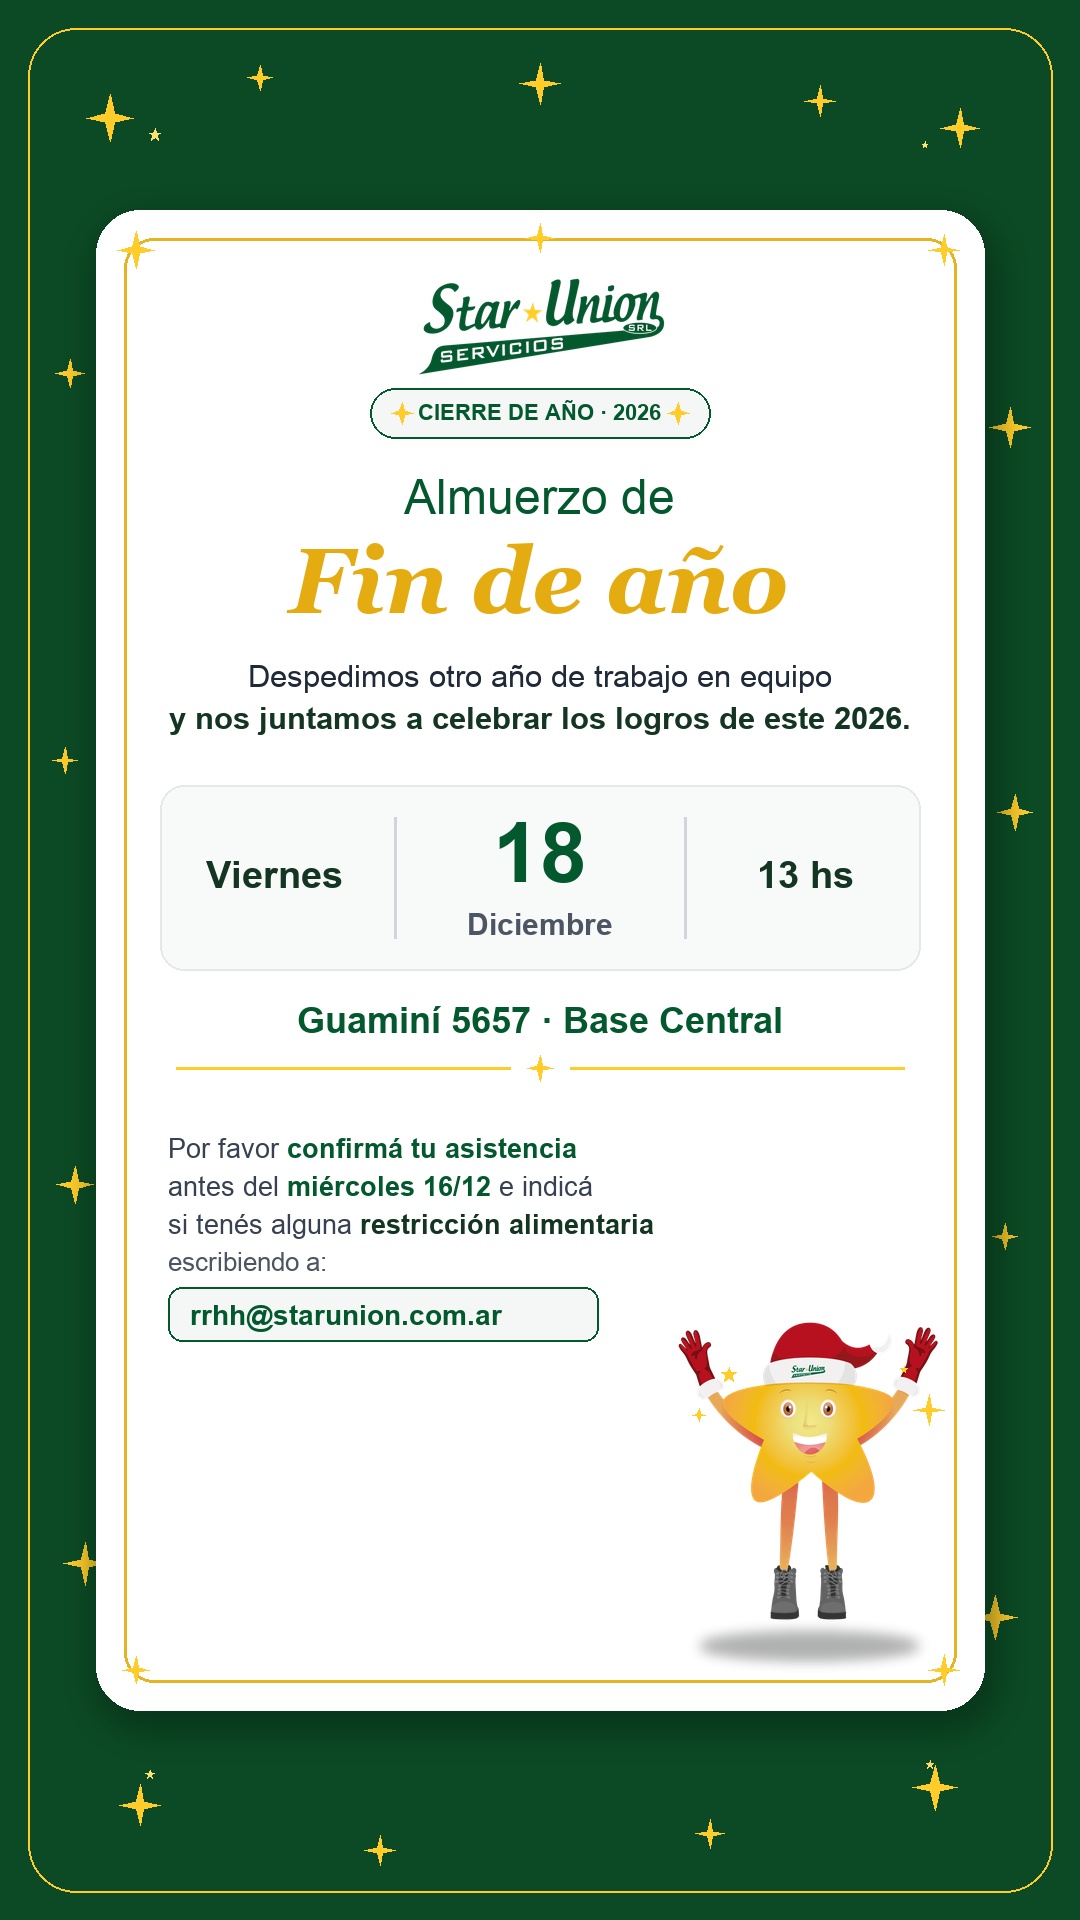 Star Union
SRL
SERVICIOS
CIERRE DE AÑO · 2026
Almuerzo de
Fin de año
Despedimos otro año de trabajo en equipo
y nos juntamos a celebrar los logros de este 2026.
Viernes
18
Diciembre
13 hs
Guaminí 5657 · Base Central
Por favor confirmá tu asistencia
antes del miércoles 16/12 e indicá
si tenés alguna restricción alimentaria
escribiendo a:
rrhh@starunion.com.ar
Star Union